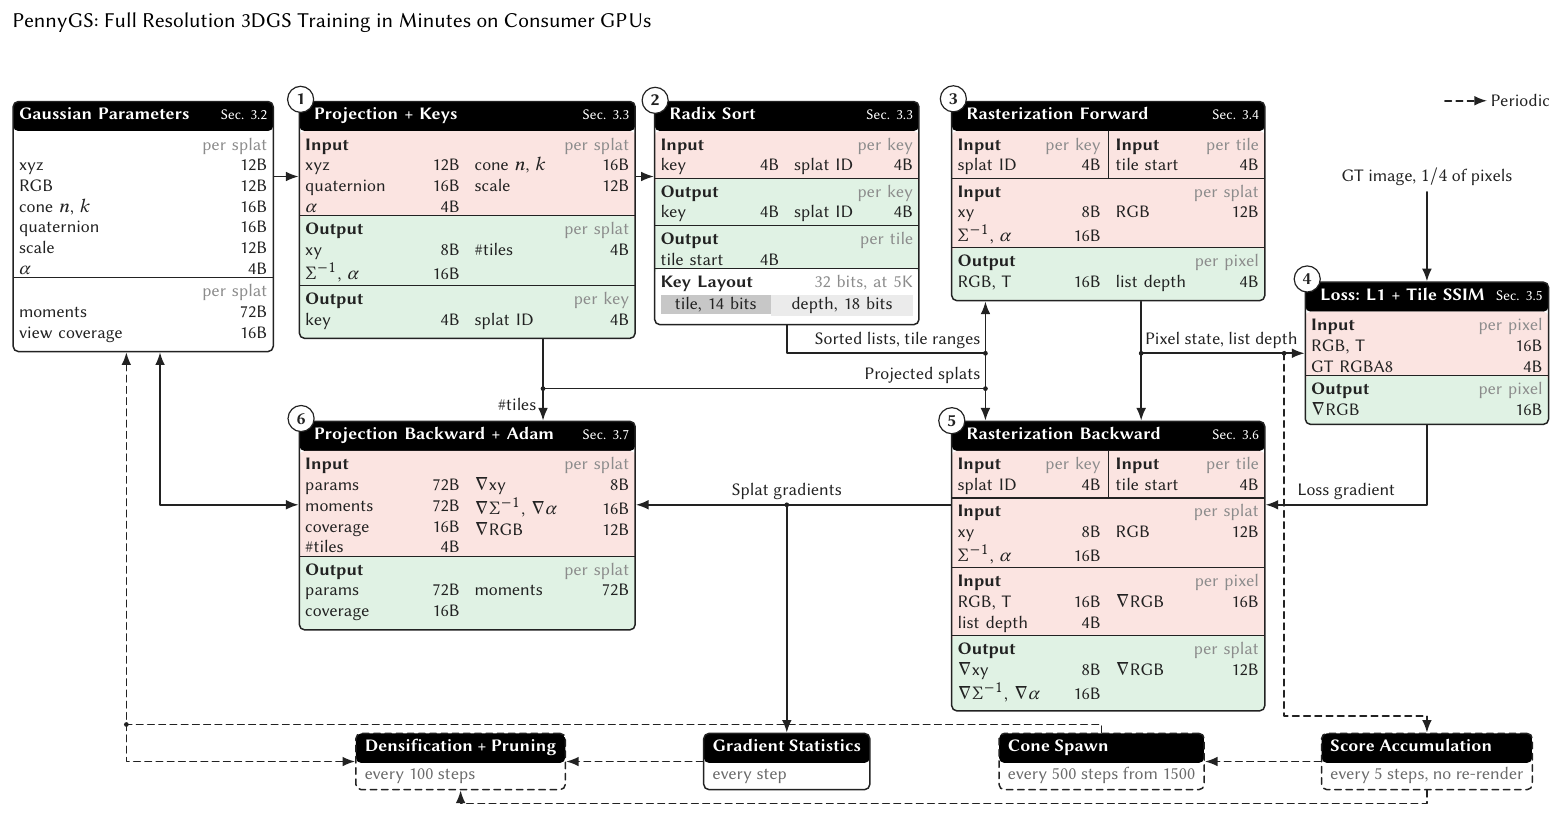 PennyGS: Full Resolution 3DGS Training in Minutes on Consumer GPUs
Gaussian Parameters Sec. 3.2
per splat
xyz 12B
RGB 12B
cone n, k 16B
quaternion 16B
scale 12B
α 4B
per splat
moments 72B
view coverage 16B
1
Projection + Keys Sec. 3.3
Input per splat
xyz 12B cone n, k 16B
quaternion 16B scale 12B
α 4B
Output per splat
xy 8B #tiles 4B
Σ⁻¹, α 16B
Output per key
key 4B splat ID 4B
2
Radix Sort Sec. 3.3
Input per key
key 4B splat ID 4B
Output per key
key 4B splat ID 4B
Output per tile
tile start 4B
Key Layout 32 bits, at 5K
tile, 14 bits depth, 18 bits
3
Rasterization Forward Sec. 3.4
Input per key Input per tile
splat ID 4B tile start 4B
Input per splat
xy 8B RGB 12B
Σ⁻¹, α 16B
Output per pixel
RGB, T 16B list depth 4B
Periodic
GT image, 1/4 of pixels
4
Loss: L1 + Tile SSIM Sec. 3.5
Input per pixel
RGB, T 16B
GT RGBA8 4B
Output per pixel
∇RGB 16B
Sorted lists, tile ranges
Pixel state, list depth
Projected splats
#tiles
6
Projection Backward + Adam Sec. 3.7
Input per splat
params 72B ∇xy 8B
moments 72B ∇Σ⁻¹, ∇α 16B
coverage 16B ∇RGB 12B
#tiles 4B
Output per splat
params 72B moments 72B
coverage 16B
Splat gradients
5
Rasterization Backward Sec. 3.6
Input per key Input per tile
splat ID 4B tile start 4B
Input per splat
xy 8B RGB 12B
Σ⁻¹, α 16B
Input per pixel
RGB, T 16B ∇RGB 16B
list depth 4B
Output per splat
∇xy 8B ∇RGB 12B
∇Σ⁻¹, ∇α 16B
Loss gradient
Densification + Pruning
every 100 steps
Gradient Statistics
every step
Cone Spawn
every 500 steps from 1500
Score Accumulation
every 5 steps, no re-render